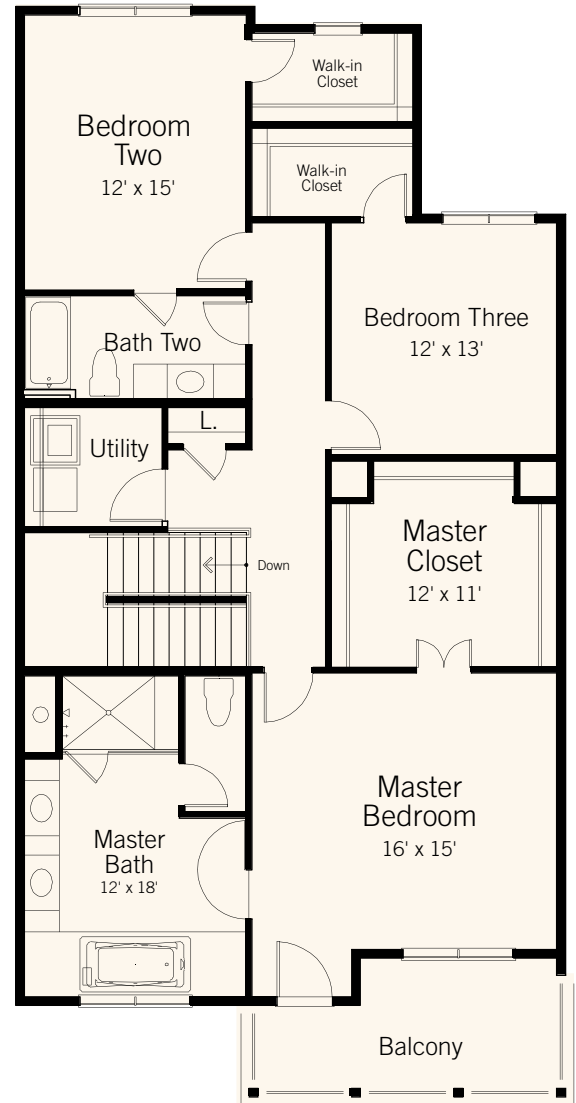 Walk-in
Closet
Bedroom
Two
12' x 15'
Walk-in
Closet
Bedroom Three
12' x 13'
Bath Two
L.
Utility
Master
Closet
12' x 11'
Down
Master
Bedroom
16' x 15'
Master
Bath
12' x 18'
Balcony